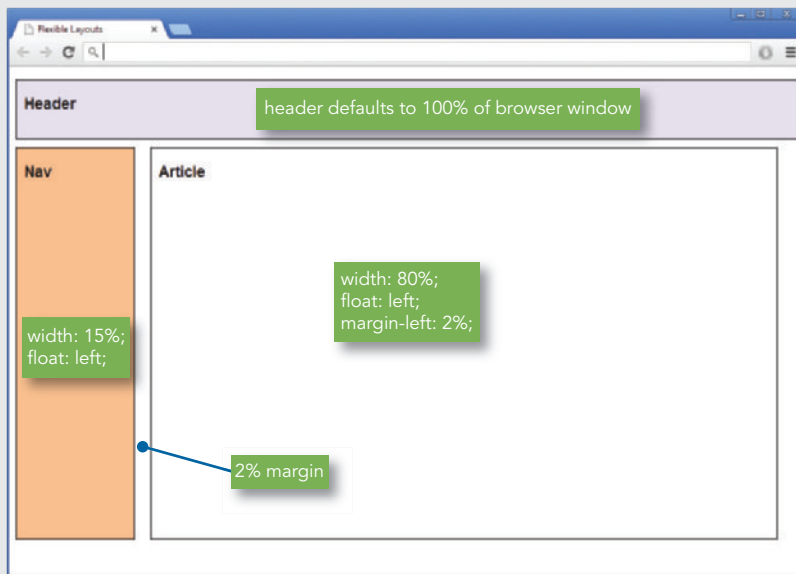 Flexible Layouts
Header
header defaults to 100% of browser window
Nav
Article
width: 80%;
float: left;
margin-left: 2%;
width: 15%;
float: left;
2% margin